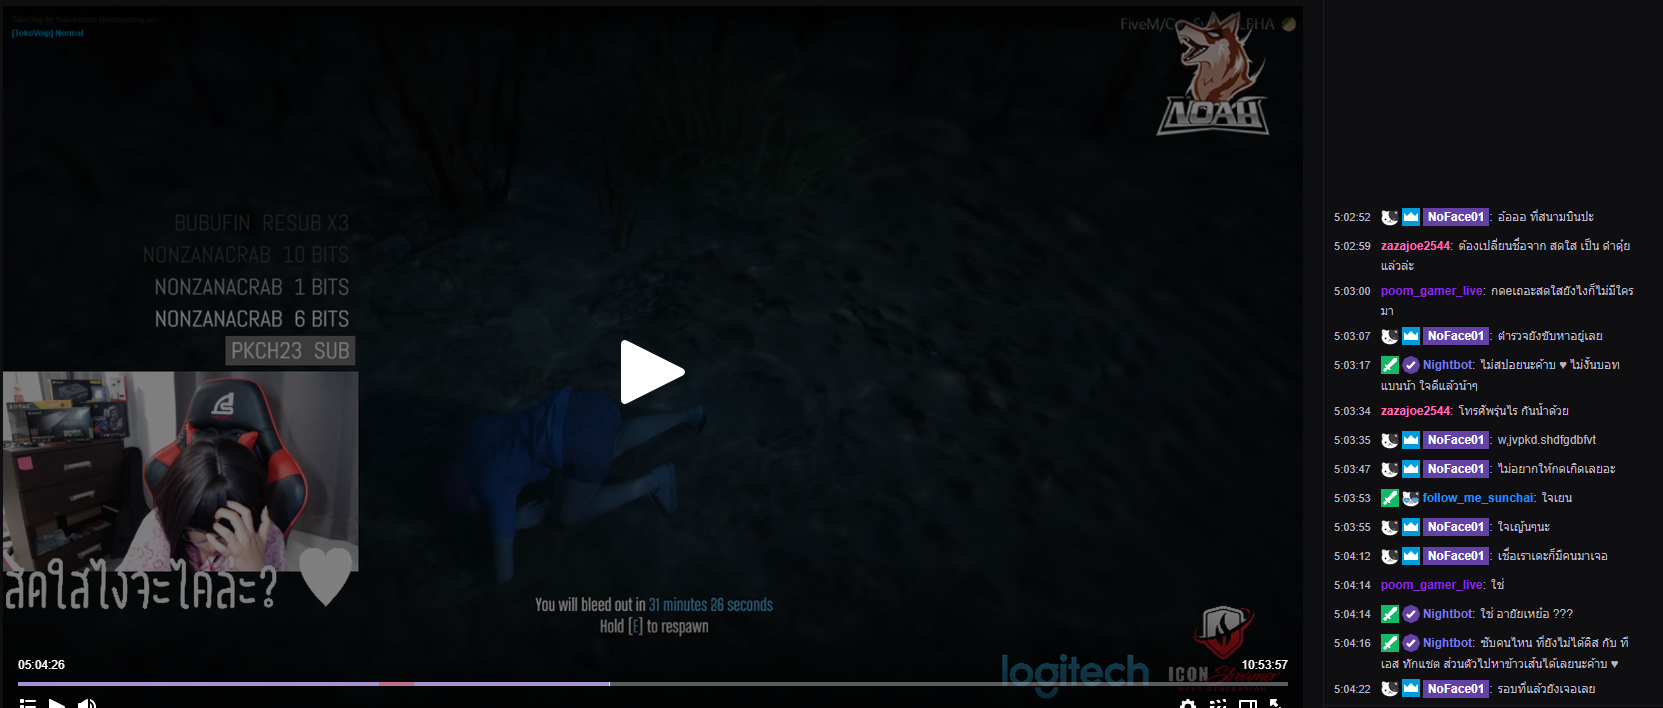 TokoVoip by Itokoyamato
[TokoVoip] Normal
FiveM/C
NOAH
BUBUFIN RESUB X3
NONZANACRAB 10 BITS
NONZANACRAB 1 BITS
NONZANACRAB 6 BITS
PKCH23 SUB
สดใสไงจะใคล่ะ?
You will bleed out in 31 minutes 26 seconds
Hold [E] to respawn
05:04:26
10:53:57
logitech
ICON Streamer
NEXT GENERATION
5:02:52 NoFace01: อ้อออ ที่สนามบินปะ
5:02:59 zazajoe2544: ต้องเปลี่ยนชื่อจาก สดใส เป็น ดำดุ๋ย
แล่วล่ะ
5:03:00 poom_gamer_live: กดeเถอะสดใสยังไงก็ไม่มีใคร
มา
5:03:07 NoFace01: ตำรวจยังขับหาอยู่เลย
5:03:17 Nightbot: ไม่สปอยนะค้าบ ♥ ไม่งั้นบอท
แบนน้า ใจดีแล้วน้าๆ
5:03:34 zazajoe2544: โทรศัพรุ่นไร กันน้ำด้วย
5:03:35 NoFace01: w,jvpkd.shdfgdbfvt
5:03:47 NoFace01: ไม่อยากให้กดเกิดเลยอะ
5:03:53 follow_me_sunchai: ใจเยน
5:03:55 NoFace01: ใจเญ้นๆนะ
5:04:12 NoFace01: เชื่อเราเดะก็มีคนมาเจอ
5:04:14 poom_gamer_live: ใช่
5:04:14 Nightbot: ใช่ อายัยเหย๋อ ???
5:04:16 Nightbot: ซับคนไหน ที่ยังไม่ได้ดิส กับ ที
เอส ทักแชต ส่วนตัวไปหาข้าวเส้นได้เลยนะค้าบ ♥
5:04:22 NoFace01: รอบที่แล้วยังเจอเลย